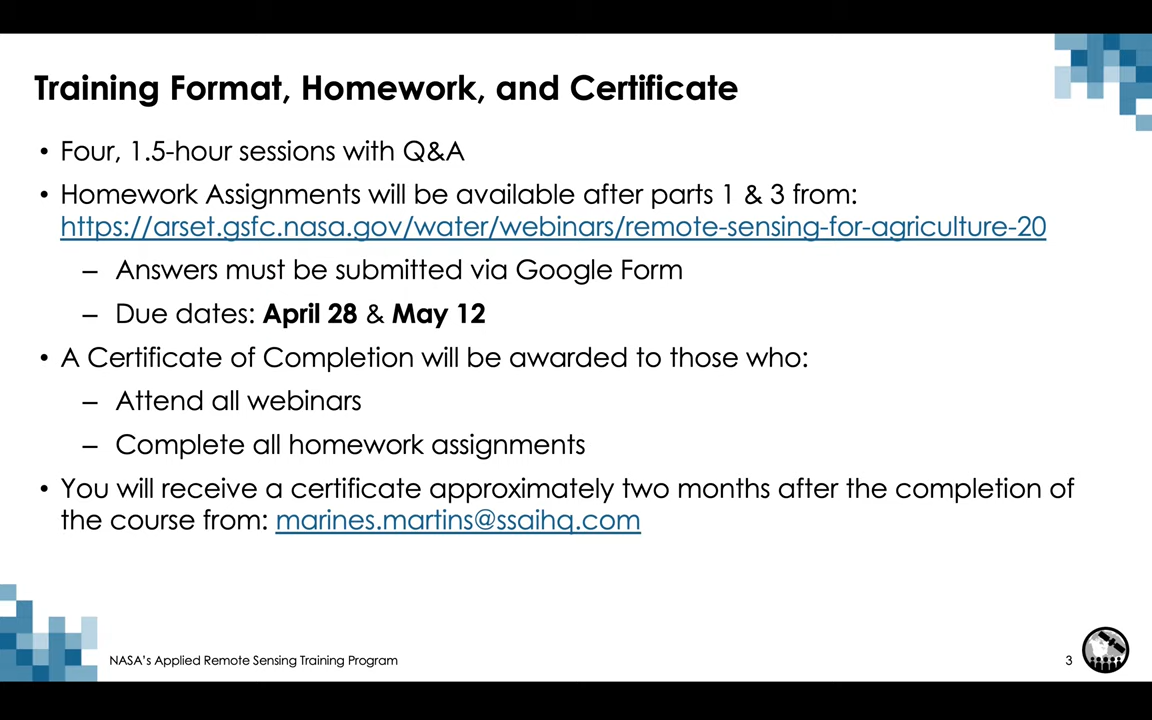 Training Format, Homework, and Certificate
• Four, 1.5-hour sessions with Q&A
• Homework Assignments will be available after parts 1 & 3 from:
https://arset.gsfc.nasa.gov/water/webinars/remote-sensing-for-agriculture-20
– Answers must be submitted via Google Form
– Due dates: April 28 & May 12
• A Certificate of Completion will be awarded to those who:
– Attend all webinars
– Complete all homework assignments
• You will receive a certificate approximately two months after the completion of
the course from: marines.martins@ssaihq.com
NASA's Applied Remote Sensing Training Program
3